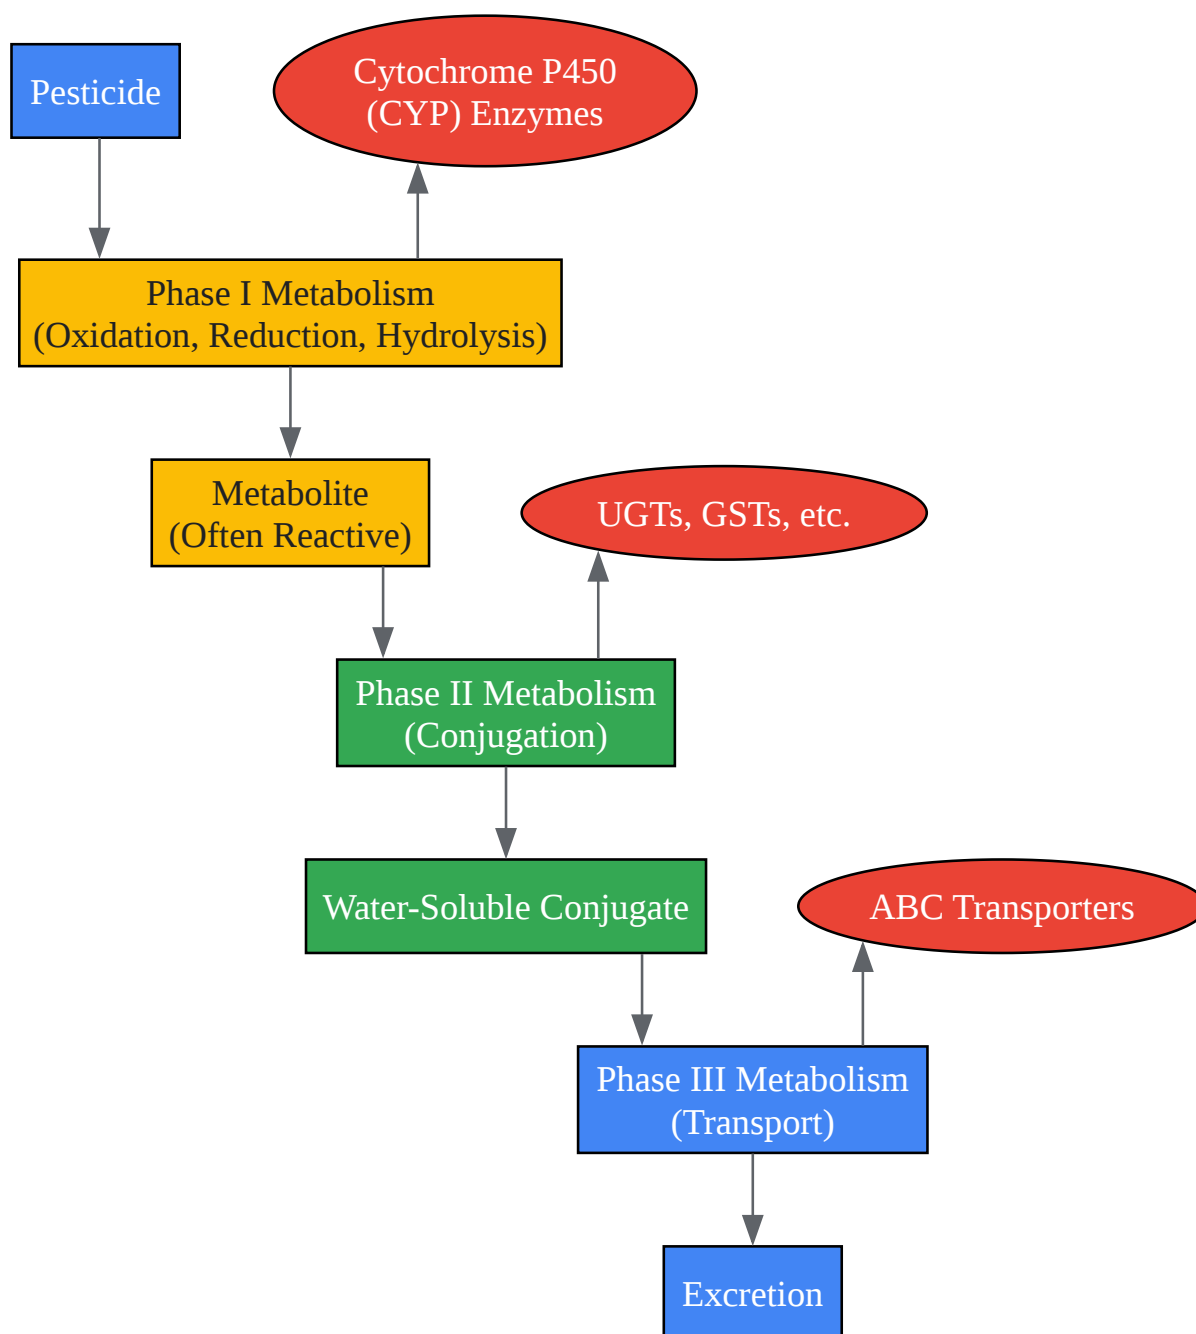 Pesticide
Cytochrome P450
(CYP) Enzymes
Phase I Metabolism
(Oxidation, Reduction, Hydrolysis)
Metabolite
(Often Reactive)
UGTs, GSTs, etc.
Phase II Metabolism
(Conjugation)
Water-Soluble Conjugate
ABC Transporters
Phase III Metabolism
(Transport)
Excretion